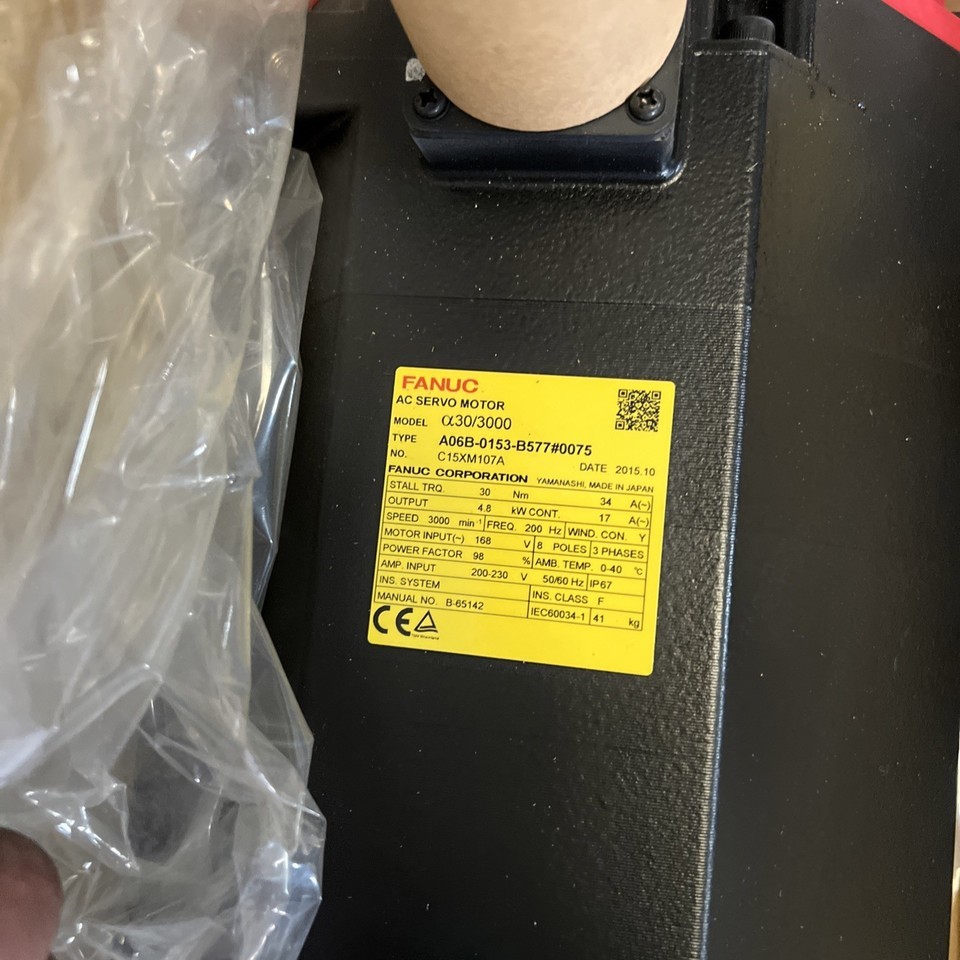 FANUC
AC SERVO MOTOR
MODEL α30/3000
TYPE A06B-0153-B577#0075
NO. C15XM107A DATE 2015.10
FANUC CORPORATION YAMANASHI, MADE IN JAPAN
STALL TRQ. 30 Nm 34 A(~)
OUTPUT 4.8 kW CONT. 17 A(~)
SPEED 3000 min-1 FREQ. 200 Hz WIND. CON. Y
MOTOR INPUT(~) 168 V 8 POLES 3 PHASES
POWER FACTOR 98 % AMB. TEMP. 0-40 ℃
AMP. INPUT 200-230 V 50/60 Hz IP67
INS. SYSTEM INS. CLASS F
MANUAL NO. B-65142 IEC60034-1 41 kg
CE